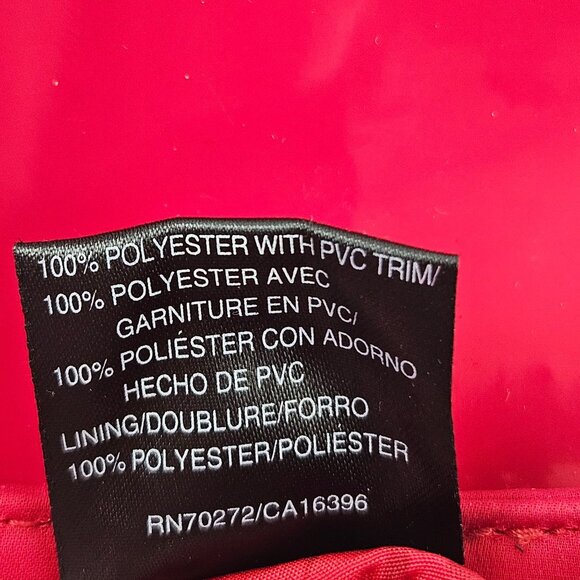 100% POLYESTER WITH PVC TRIM/
100% POLYESTER AVEC
GARNITURE EN PVC/
100% POLIÉSTER CON ADORNO
HECHO DE PVC
LINING/DOUBLURE/FORRO
100% POLYESTER/POLIÉSTER
RN70272/CA16396